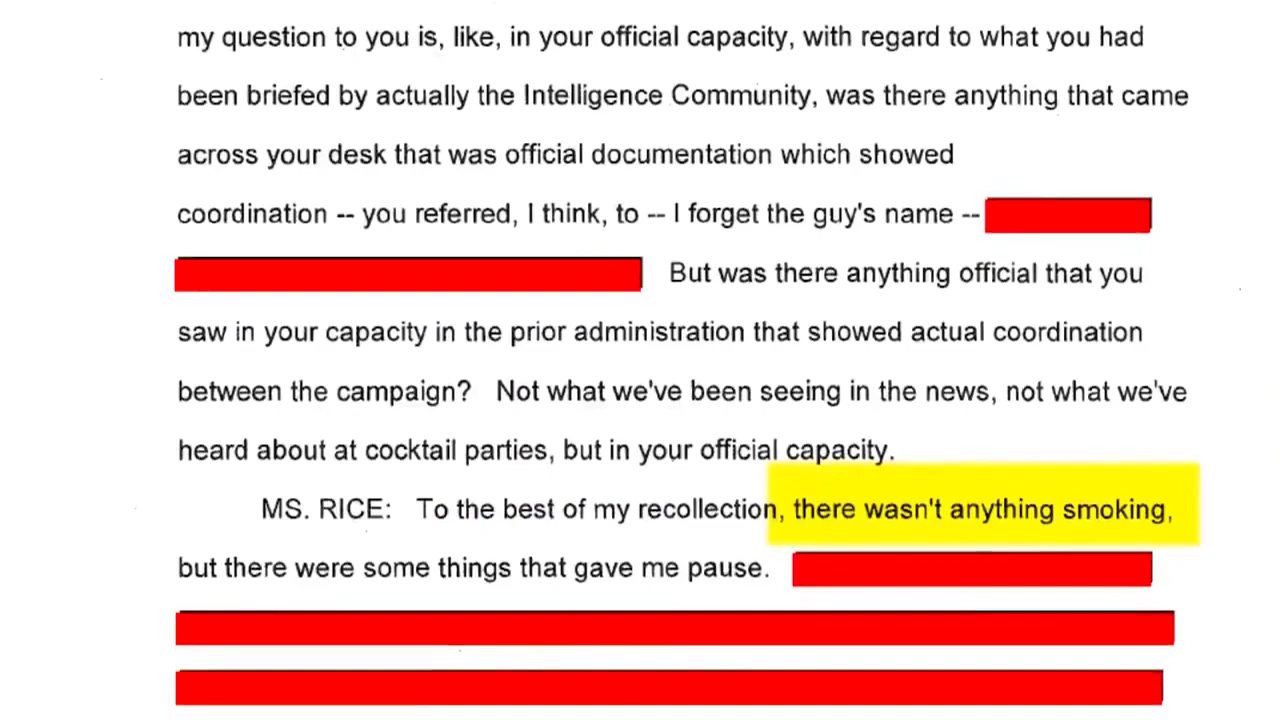 my question to you is, like, in your official capacity, with regard to what you had
been briefed by actually the Intelligence Community, was there anything that came
across your desk that was official documentation which showed
coordination -- you referred, I think, to -- I forget the guy's name --
But was there anything official that you
saw in your capacity in the prior administration that showed actual coordination
between the campaign? Not what we've been seeing in the news, not what we've
heard about at cocktail parties, but in your official capacity.
MS. RICE: To the best of my recollection, there wasn't anything smoking,
but there were some things that gave me pause.